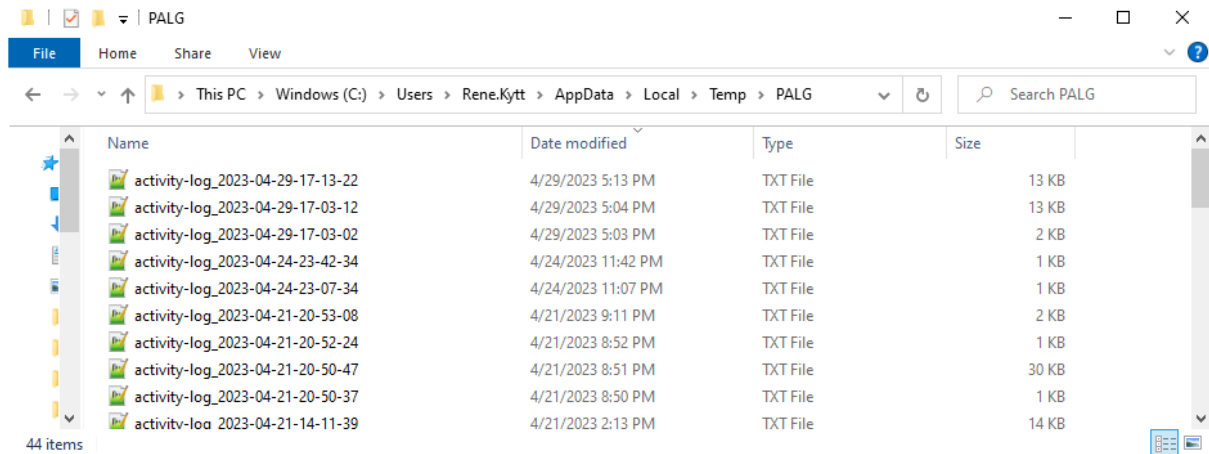 PALG
File Home Share View
This PC > Windows (C:) > Users > Rene.Kytt > AppData > Local > Temp > PALG Search PALG
Name Date modified Type Size
activity-log_2023-04-29-17-13-22 4/29/2023 5:13 PM TXT File 13 KB
activity-log_2023-04-29-17-03-12 4/29/2023 5:04 PM TXT File 13 KB
activity-log_2023-04-29-17-03-02 4/29/2023 5:03 PM TXT File 2 KB
activity-log_2023-04-24-23-42-34 4/24/2023 11:42 PM TXT File 1 KB
activity-log_2023-04-24-23-07-34 4/24/2023 11:07 PM TXT File 1 KB
activity-log_2023-04-21-20-53-08 4/21/2023 9:11 PM TXT File 2 KB
activity-log_2023-04-21-20-52-24 4/21/2023 8:52 PM TXT File 1 KB
activity-log_2023-04-21-20-50-47 4/21/2023 8:51 PM TXT File 30 KB
activity-log_2023-04-21-20-50-37 4/21/2023 8:50 PM TXT File 1 KB
activity-log_2023-04-21-14-11-39 4/21/2023 2:13 PM TXT File 14 KB
44 items